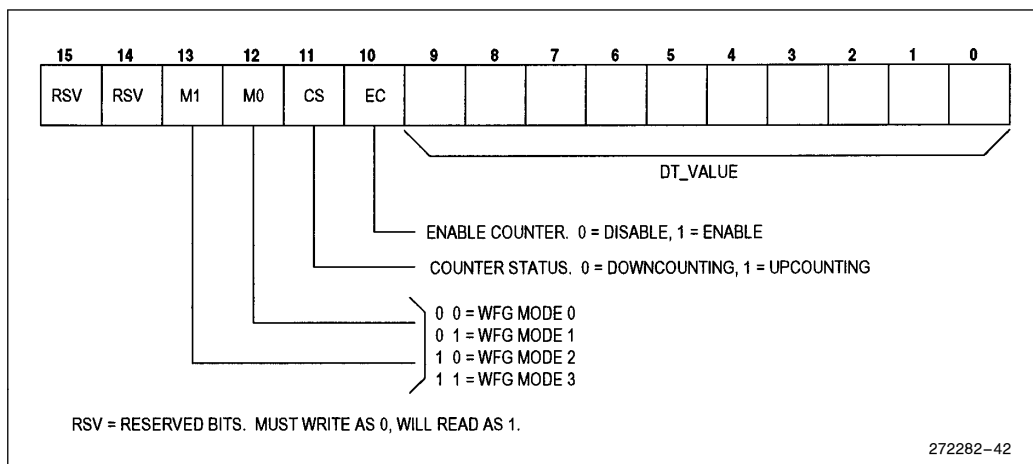 15 14 13 12 11 10 9 8 7 6 5 4 3 2 1 0
RSV RSV M1 M0 CS EC
DT_VALUE
ENABLE COUNTER. 0 = DISABLE, 1 = ENABLE
COUNTER STATUS. 0 = DOWNCOUNTING, 1 = UPCOUNTING
0 0 = WFG MODE 0
0 1 = WFG MODE 1
1 0 = WFG MODE 2
1 1 = WFG MODE 3
RSV = RESERVED BITS. MUST WRITE AS 0, WILL READ AS 1.
272282–42